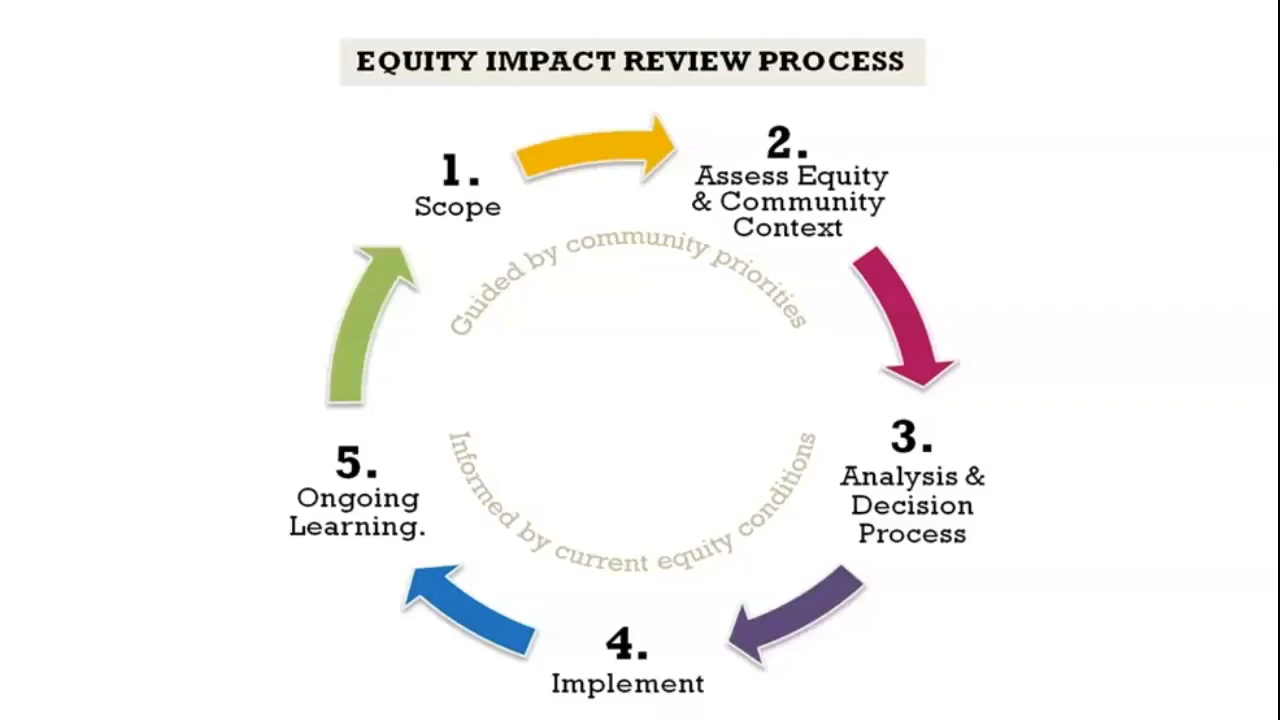 EQUITY IMPACT REVIEW PROCESS
1.
Scope
2.
Assess Equity
& Community
Context
Guided by community priorities
3.
Analysis &
Decision
Process
4.
Implement
5.
Ongoing
Learning.
Informed by current equity conditions